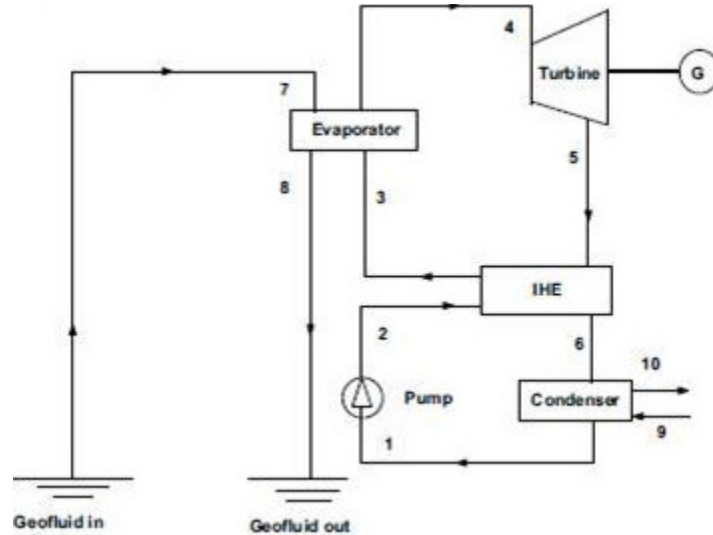 4
Turbine
G
7
Evaporator
5
8
3
IHE
2
6
10
Pump
Condenser
9
1
Geofluid in
Geofluid out